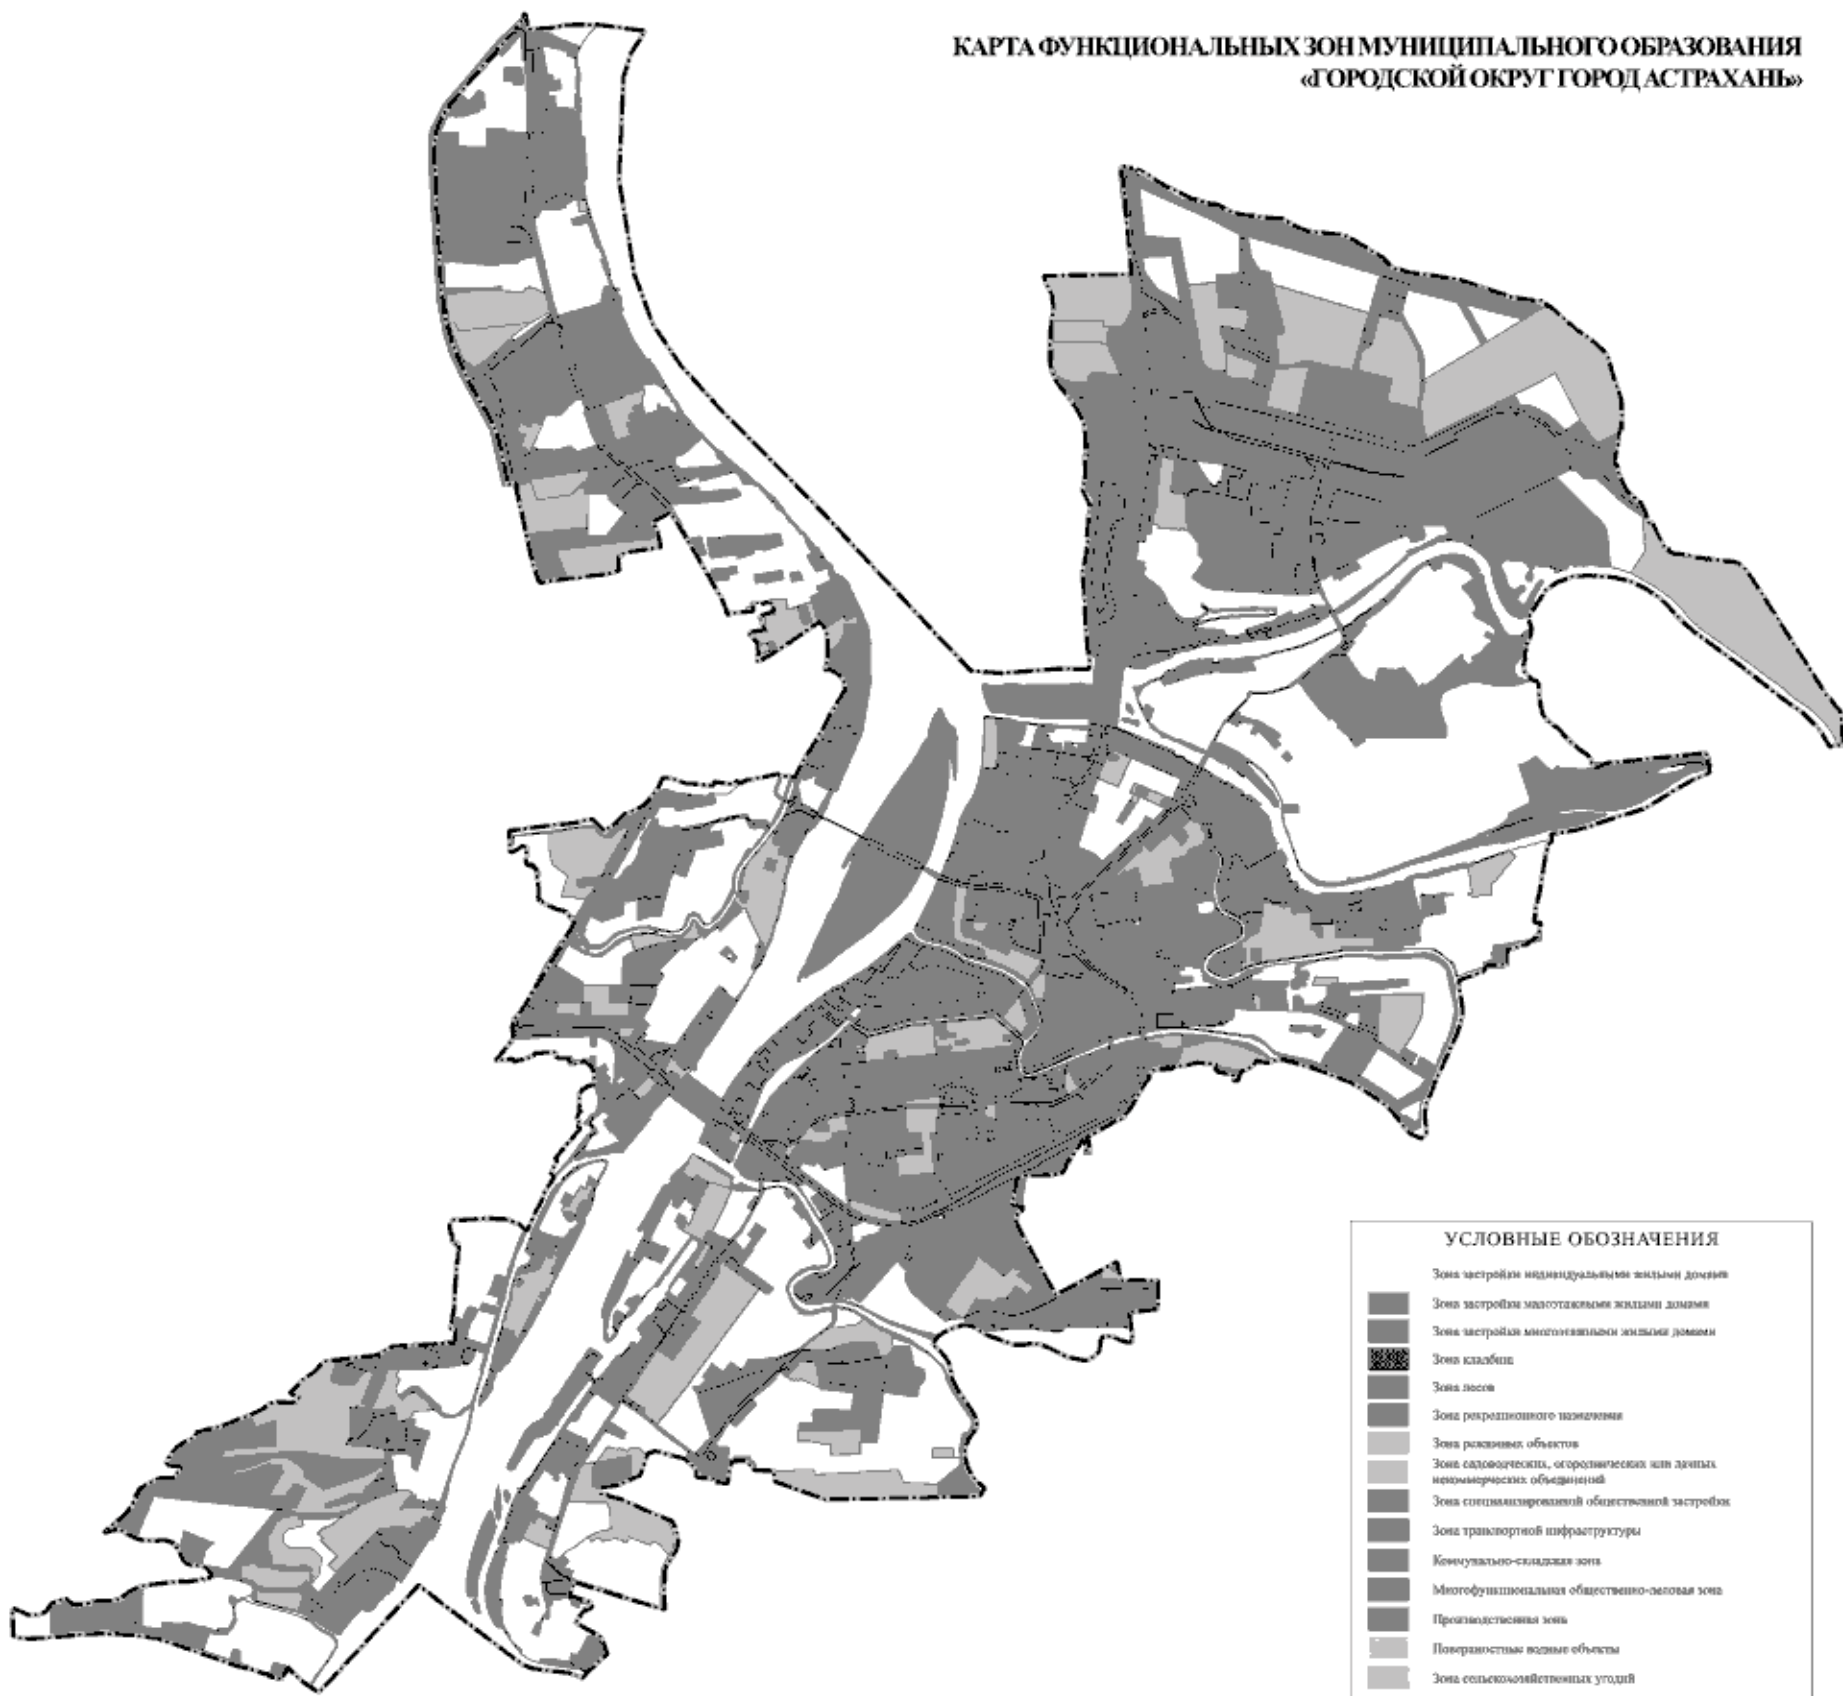 КАРТА ФУНКЦИОНАЛЬНЫХ ЗОН МУНИЦИПАЛЬНОГО ОБРАЗОВАНИЯ
«ГОРОДСКОЙ ОКРУГ ГОРОД АСТРАХАНЬ»
УСЛОВНЫЕ ОБОЗНАЧЕНИЯ
Зона застройки индивидуальными жилыми домами
Зона застройки малоэтажными жилыми домами
Зона застройки многоэтажными жилыми домами
Зона кладбищ
Зона лесов
Зона рекреационного назначения
Зона режимных объектов
Зона садоводческих, огороднических или дачных
некоммерческих объединений
Зона специализированной общественной застройки
Зона транспортной инфраструктуры
Коммунально-складская зона
Многофункциональная общественно-деловая зона
Производственная зона
Поверхностные водные объекты
Зона сельскохозяйственных угодий